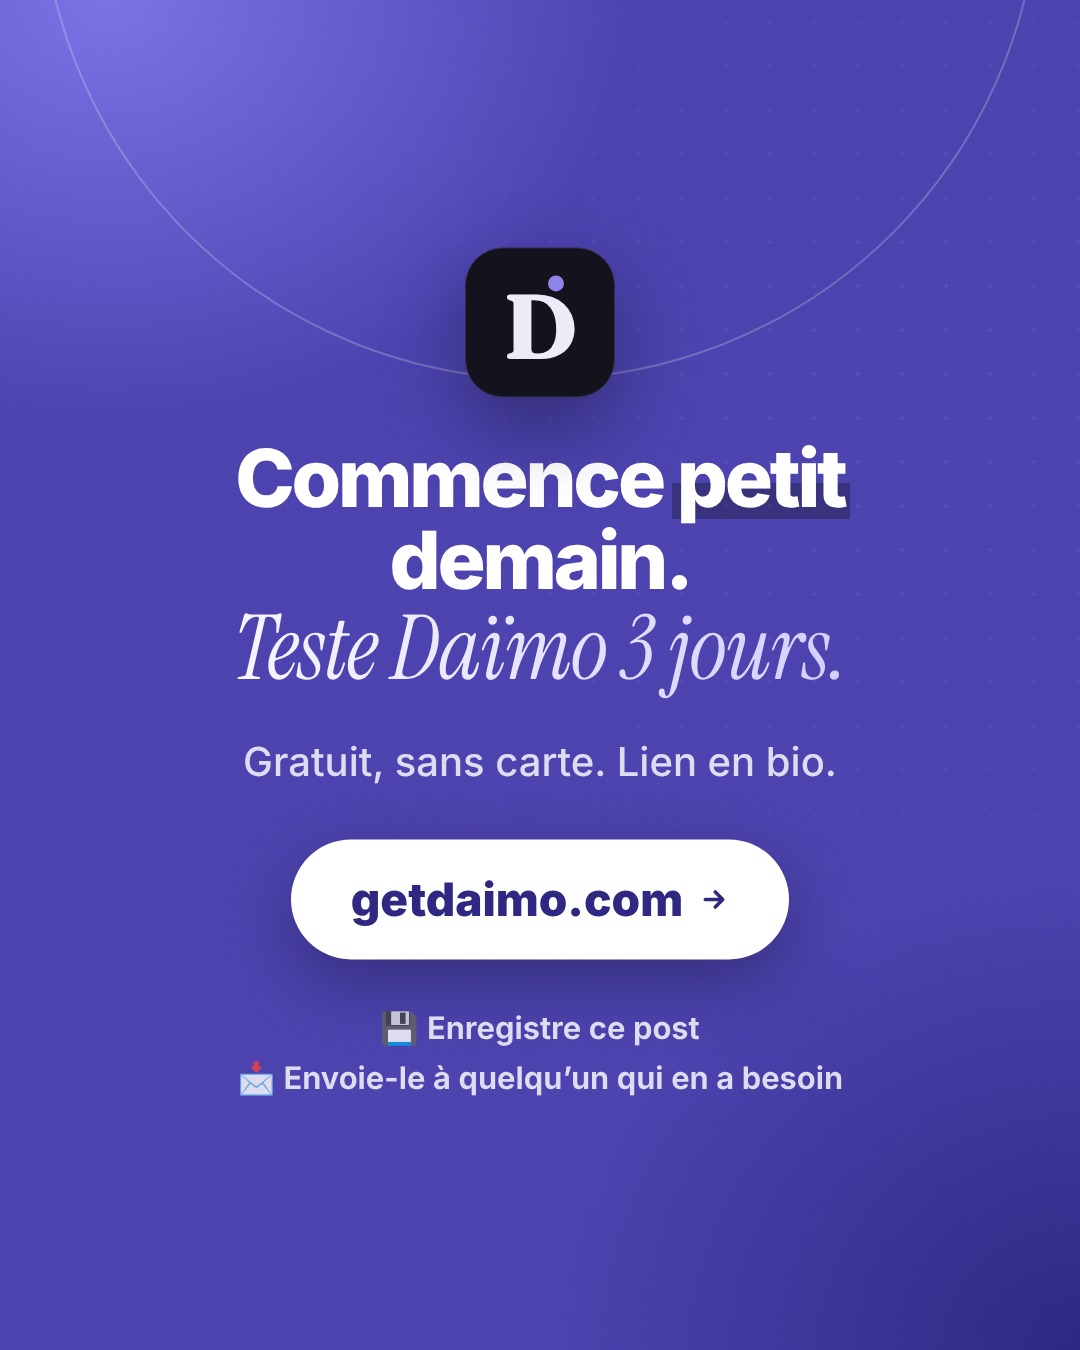 D
Commence petit
demain.
Teste Daïmo 3 jours.
Gratuit, sans carte. Lien en bio.
getdaimo.com →
💾 Enregistre ce post
📩 Envoie-le à quelqu’un qui en a besoin